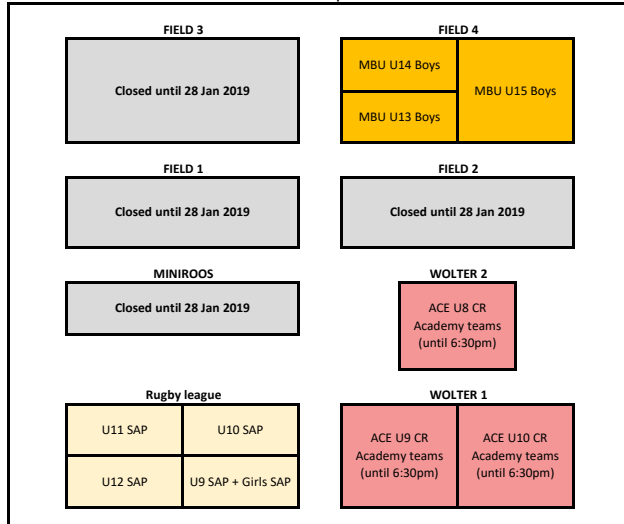 FIELD 3
FIELD 4
Closed until 28 Jan 2019
MBU U14 Boys
MBU U13 Boys
MBU U15 Boys
FIELD 1
FIELD 2
Closed until 28 Jan 2019
Closed until 28 Jan 2019
MINIROOS
WOLTER 2
Closed until 28 Jan 2019
ACE U8 CR
Academy teams
(until 6:30pm)
Rugby league
WOLTER 1
U11 SAP
U10 SAP
U12 SAP
U9 SAP + Girls SAP
ACE U9 CR
Academy teams
(until 6:30pm)
ACE U10 CR
Academy teams
(until 6:30pm)